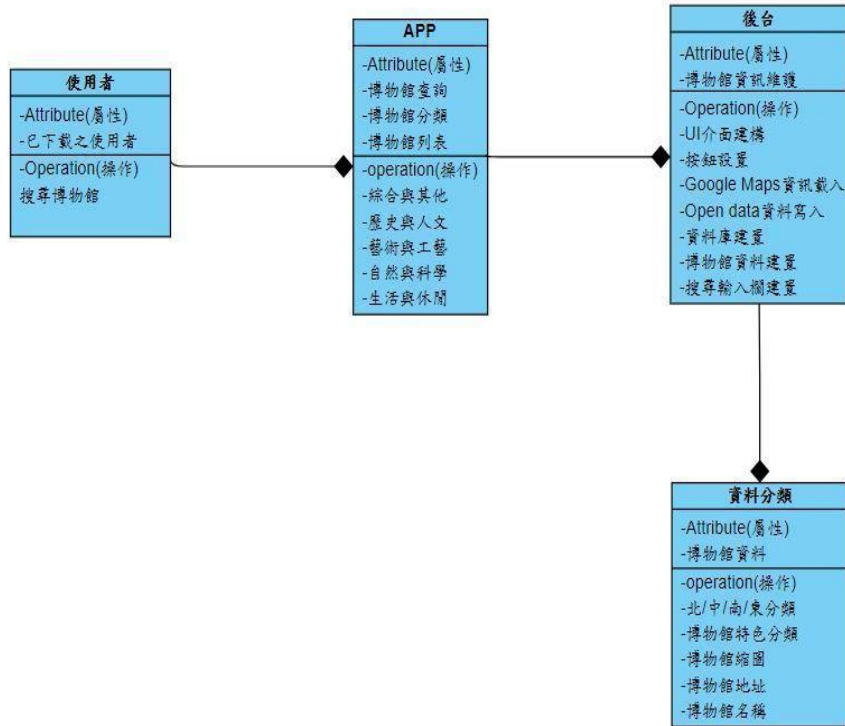 使用者
-Attribute(屬性)
-已下載之使用者
-Operation(操作)
搜尋博物館
APP
-Attribute(屬性)
-博物館查詢
-博物館分類
-博物館列表
-operation(操作)
-綜合與其他
-歷史與人文
-藝術與工藝
-自然與科學
-生活與休閒
後台
-Attribute(屬性)
-博物館資訊維護
-Operation(操作)
-UI介面建構
-按鈕設置
-Google Maps資訊載入
-Open data資料寫入
-資料庫建置
-博物館資料建置
-搜尋輸入欄建置
資料分類
-Attribute(屬性)
-博物館資料
-operation(操作)
-北/中/南/東分類
-博物館特色分類
-博物館縮圖
-博物館地址
-博物館名稱